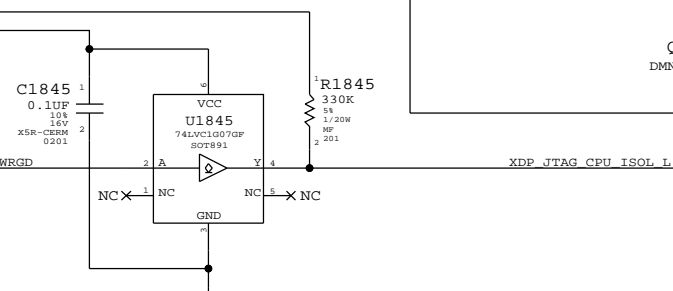 C1845
1
0.1UF
10%
16V
X5R-CERM
0201
2
6
VCC
U1845
74LVC1G07GF
SOT891
1
R1845
330K
5%
1/20W
MF
201
2
WRGD
2
A
Y
4
XDP_JTAG_CPU_ISOL_L
NC
1
NC
NC
5
NC
GND
3
DMN